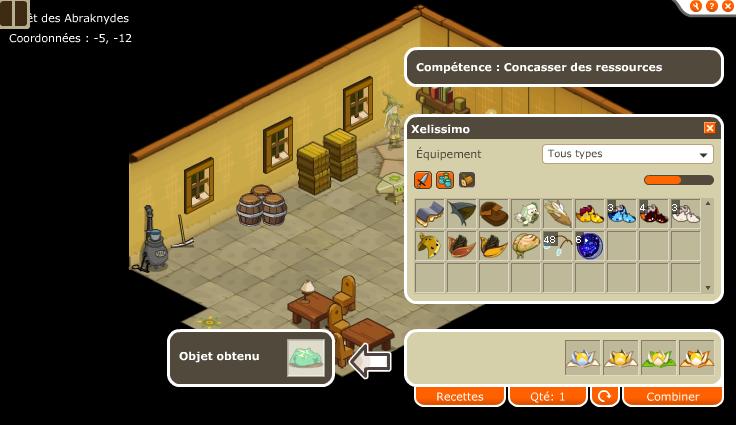 êt des Abraknydes
Coordonnées : -5, -12
Compétence : Concasser des ressources
Xelissimo
Équipement
Tous types
3
4
3
48
6
Objet obtenu
Recettes
Qté: 1
Combiner